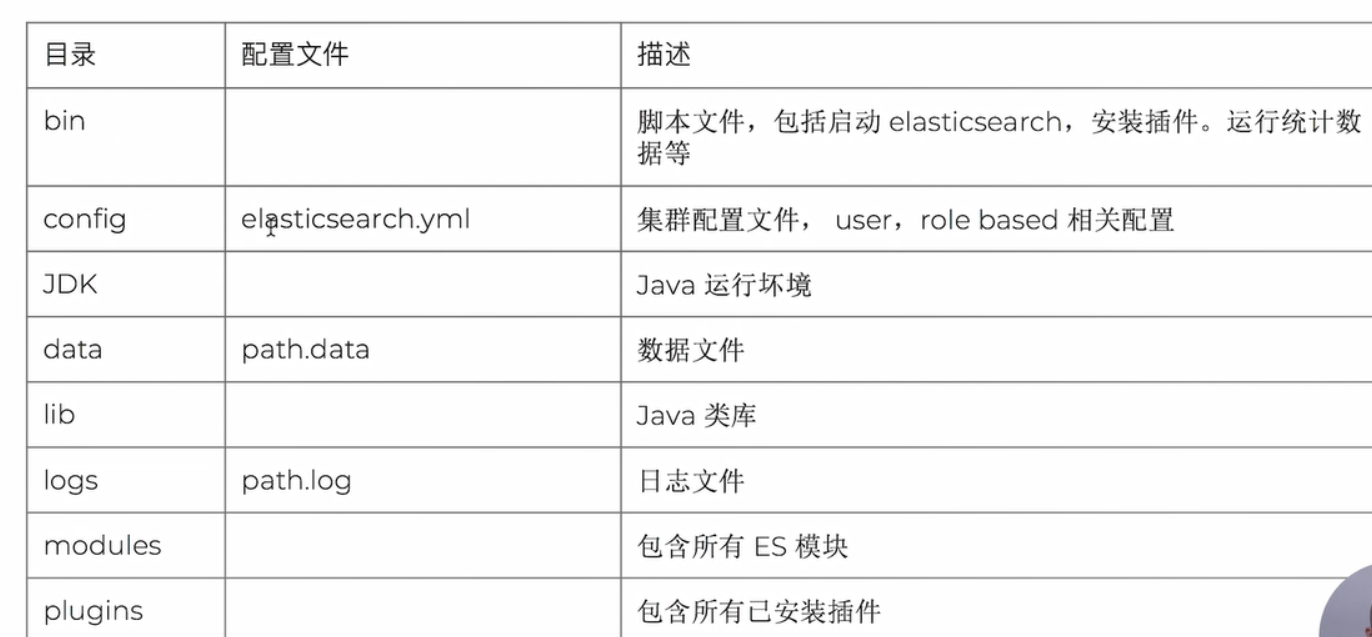 目录 配置文件 描述
bin 脚本文件，包括启动 elasticsearch，安装插件。运行统计数
据等
config elasticsearch.yml 集群配置文件， user，role based 相关配置
JDK Java 运行坏境
data path.data 数据文件
lib Java 类库
logs path.log 日志文件
modules 包含所有 ES 模块
plugins 包含所有已安装插件